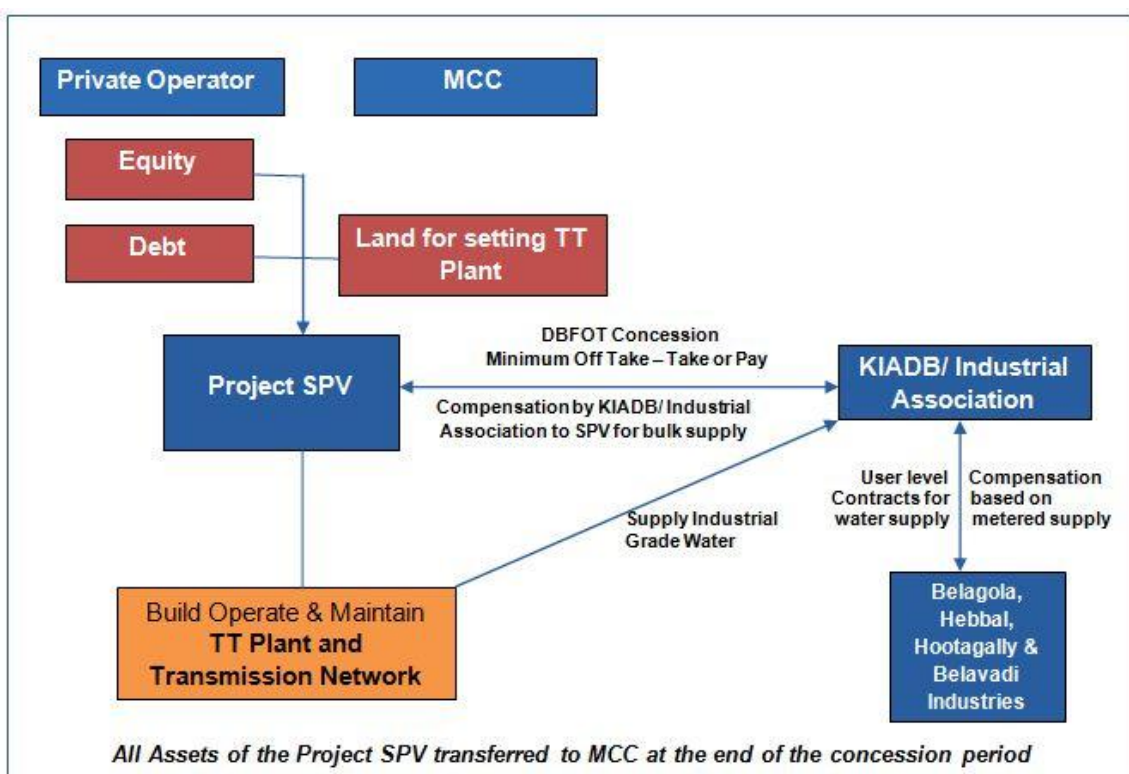 Private Operator
MCC
Equity
Debt
Land for setting TT
Plant
DBFOT Concession
Minimum Off Take – Take or Pay
Project SPV
KIADB/ Industrial
Association
Compensation by KIADB/ Industrial
Association to SPV for bulk supply
User level
Contracts for
water supply
Compensation
based on
metered supply
Supply Industrial
Grade Water
Build Operate & Maintain
TT Plant and
Transmission Network
Belagola,
Hebbal,
Hootagally &
Belavadi
Industries
All Assets of the Project SPV transferred to MCC at the end of the concession period